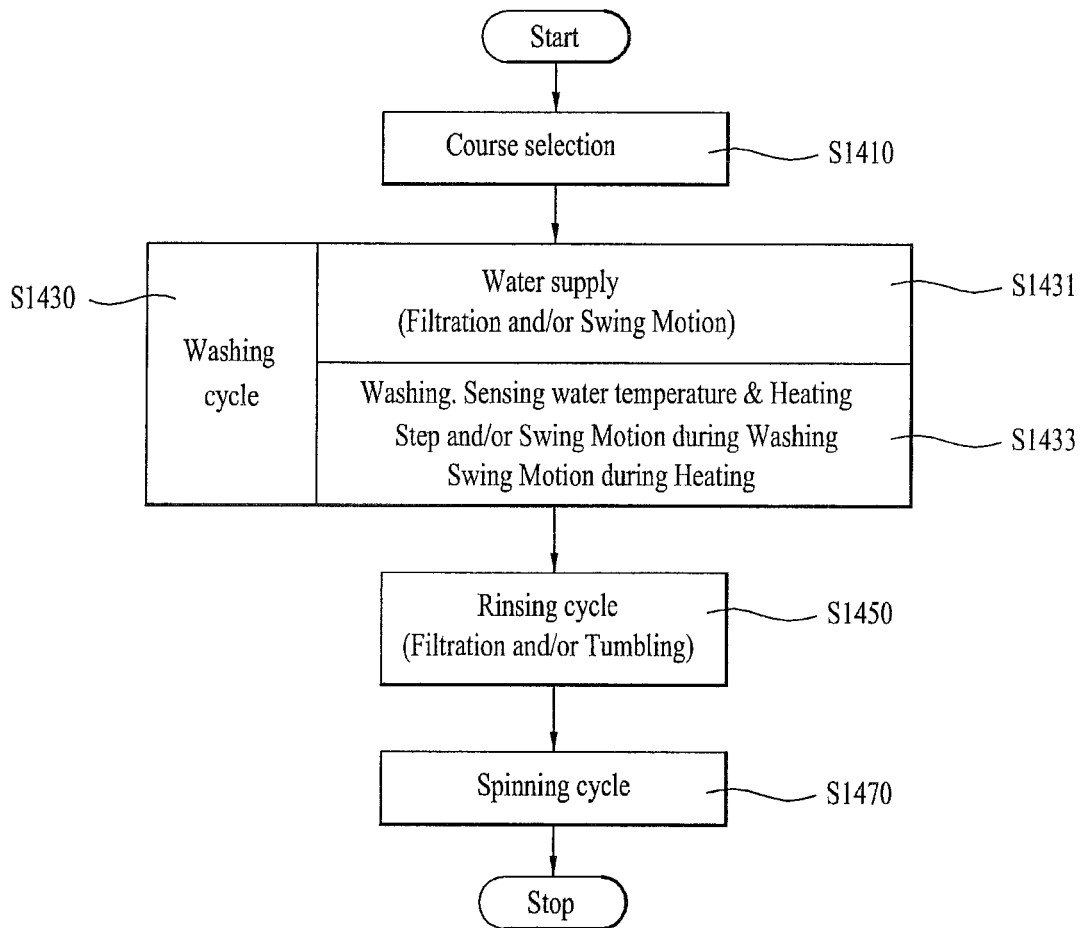 Start
Course selection
S1410
S1430
Washing
cycle
Water supply
(Filtration and/or Swing Motion)
S1431
Washing. Sensing water temperature & Heating
Step and/or Swing Motion during Washing
Swing Motion during Heating
S1433
Rinsing cycle
(Filtration and/or Tumbling)
S1450
Spinning cycle
S1470
Stop